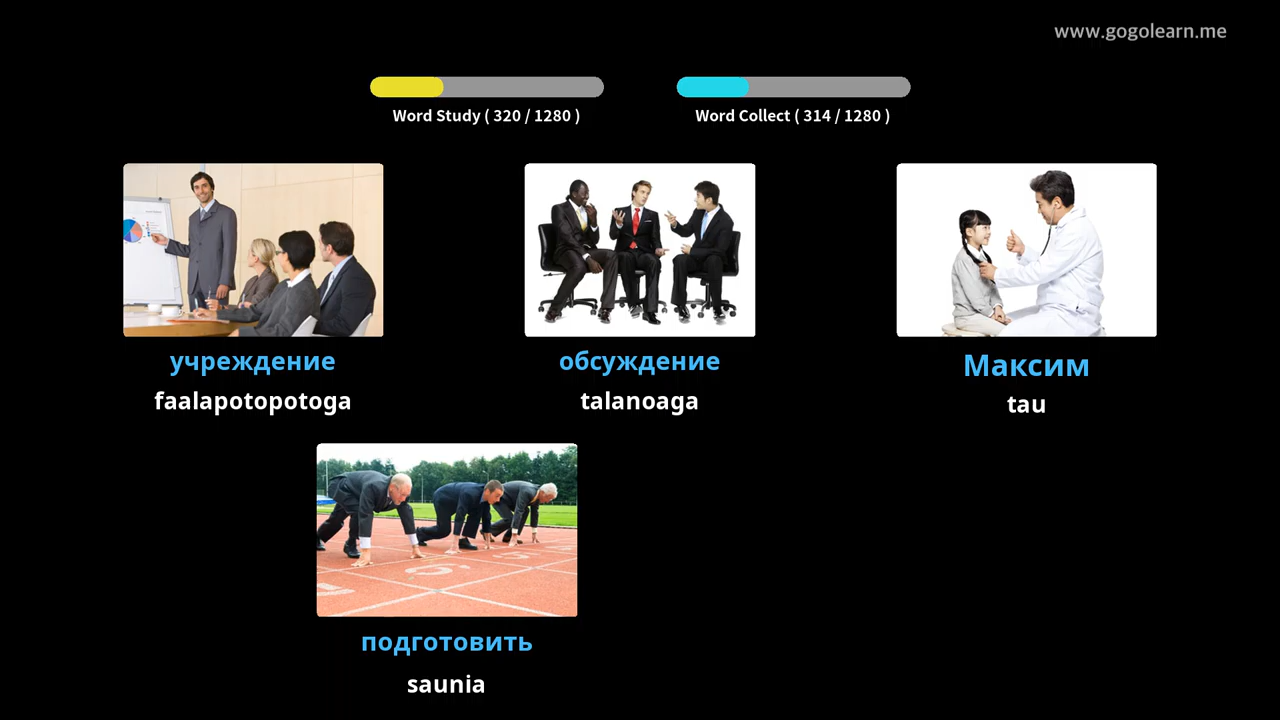 www.gogolearn.me
Word Study ( 320 / 1280 )
Word Collect ( 314 / 1280 )
учреждение
faalapotopotoga
обсуждение
talanoaga
Максим
tau
подготовить
saunia